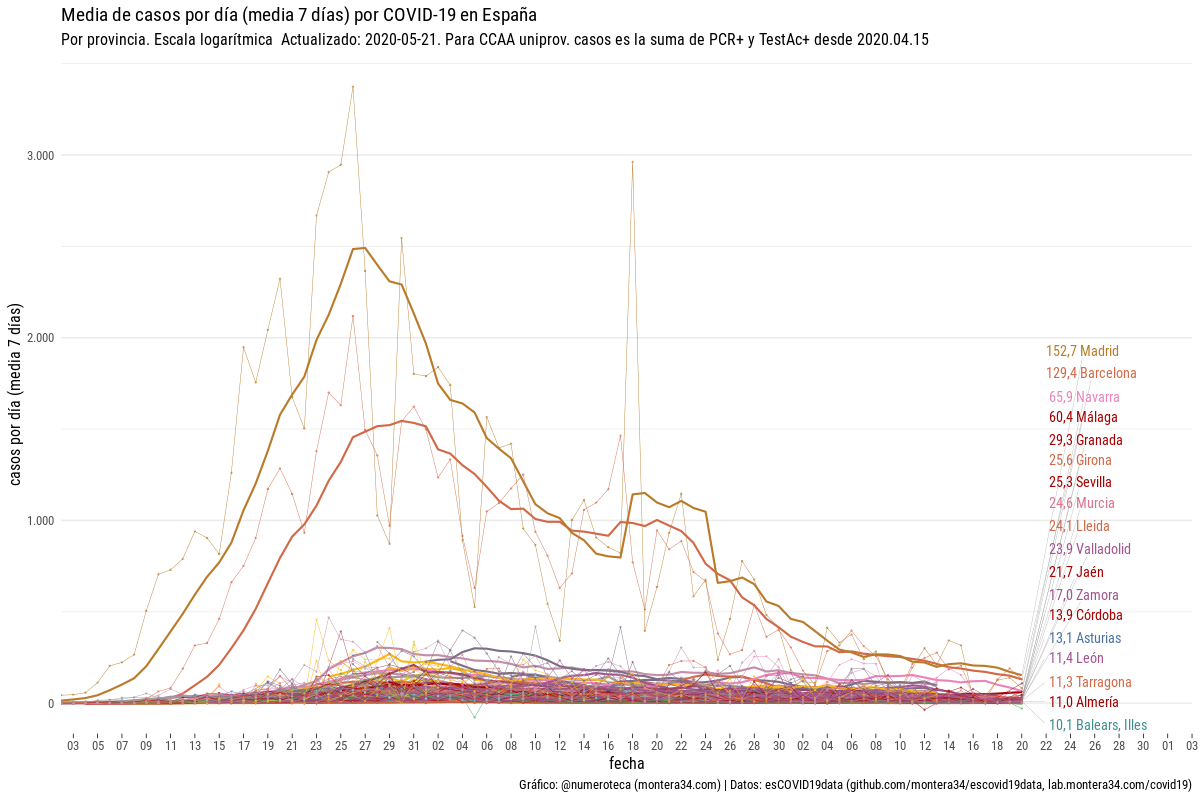 Media de casos por día (media 7 días) por COVID-19 en España
Por provincia. Escala logarítmica  Actualizado: 2020-05-21. Para CCAA uniprov. casos es la suma de PCR+ y TestAc+ desde 2020.04.15
casos por día (media 7 días)
3.000
2.000
1.000
0
152,7 Madrid
129,4 Barcelona
65,9 Navarra
60,4 Málaga
29,3 Granada
25,6 Girona
25,3 Sevilla
24,6 Murcia
24,1 Lleida
23,9 Valladolid
21,7 Jaén
17,0 Zamora
13,9 Córdoba
13,1 Asturias
11,4 León
11,3 Tarragona
11,0 Almería
10,1 Balears, Illes
03 05 07 09 11 13 15 17 19 21 23 25 27 29 31 02 04 06 08 10 12 14 16 18 20 22 24 26 28 30 02 04 06 08 10 12 14 16 18 20 22 24 26 28 30 01 03
fecha
Gráfico: @numeroteca (montera34.com) | Datos: esCOVID19data (github.com/montera34/escovid19data, lab.montera34.com/covid19)